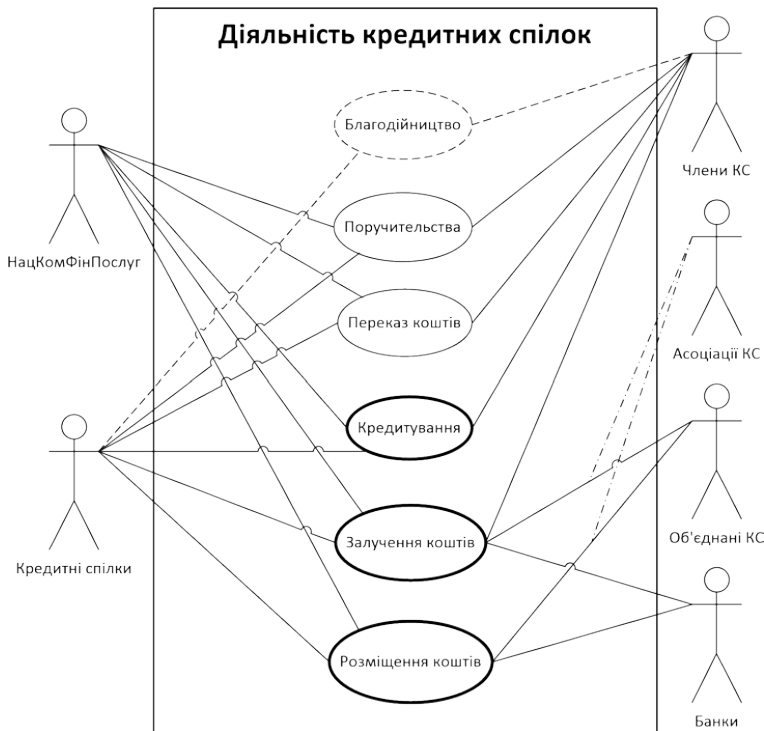 Діяльність кредитних спілок
Благодійництво
Члени КС
Поручительства
НацКомФінПослуг
Переказ коштів
Асоціації КС
Кредитування
Об'єднані КС
Залучення коштів
Кредитні спілки
Розміщення коштів
Банки